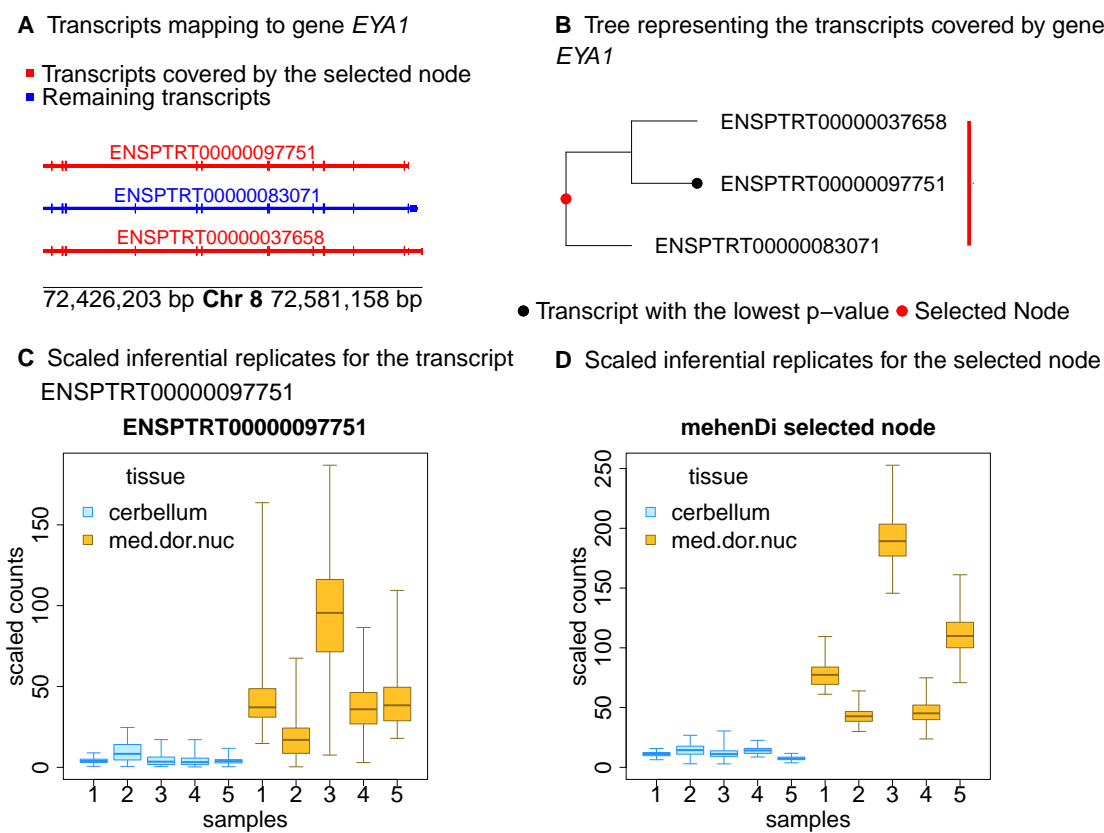 A Transcripts mapping to gene EYA1
Transcripts covered by the selected node
Remaining transcripts
ENSPTRT00000097751
ENSPTRT00000083071
ENSPTRT00000037658
72,426,203 bp Chr 8 72,581,158 bp
B Tree representing the transcripts covered by gene
EYA1
ENSPTRT00000037658
ENSPTRT00000097751
ENSPTRT00000083071
Transcript with the lowest p−value Selected Node
C Scaled inferential replicates for the transcript
ENSPTRT00000097751
ENSPTRT00000097751
tissue
cerbellum
med.dor.nuc
scaled counts
150
100
50
0
1 2 3 4 5 1 2 3 4 5
samples
D Scaled inferential replicates for the selected node
mehenDi selected node
tissue
cerbellum
med.dor.nuc
scaled counts
250
200
150
100
50
0
1 2 3 4 5 1 2 3 4 5
samples